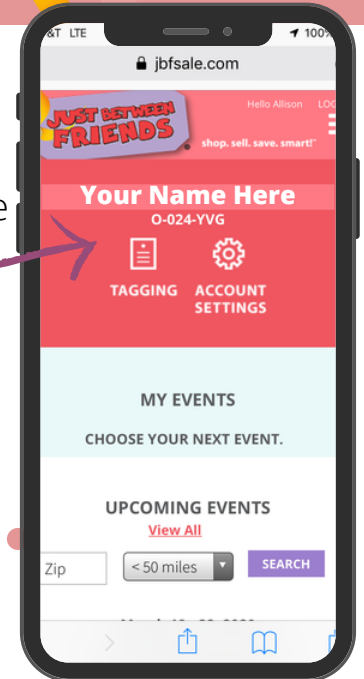 &T LTE
100%
jbfsale.com
Hello Allison LOG
JUST BETWEEN
FRIENDS
shop. sell. save. smart!
Your Name Here
e
O-024-YVG
TAGGING
ACCOUNT
SETTINGS
MY EVENTS
CHOOSE YOUR NEXT EVENT.
UPCOMING EVENTS
View All
Zip
< 50 miles
SEARCH